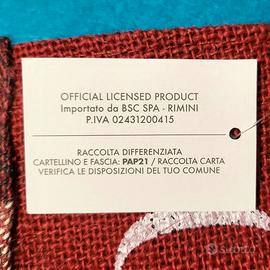 OFFICIAL LICENSED PRODUCT
Importato da BSC SPA - RIMINI
P.IVA 02431200415
RACCOLTA DIFFERENZIATA
CARTELLINO E FASCIA: PAP21 / RACCOLTA CARTA
VERIFICA LE DISPOSIZIONI DEL TUO COMUNE
Subito